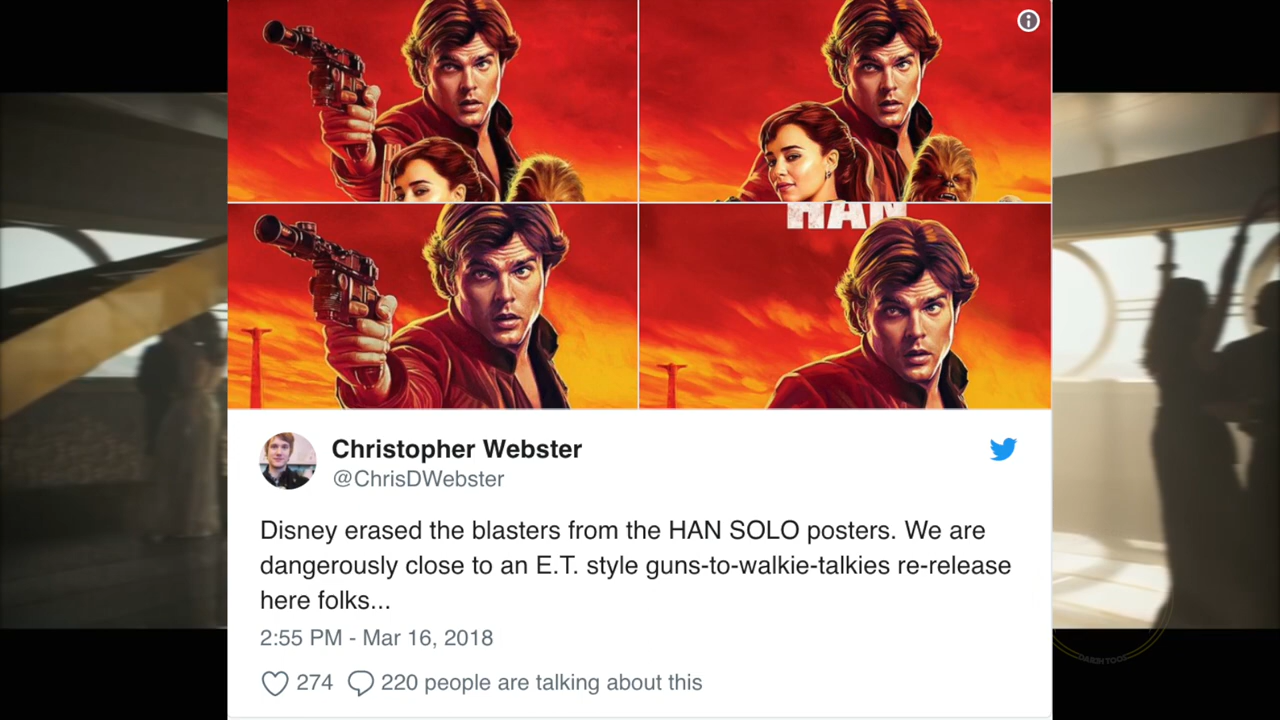 HAN
Christopher Webster
@ChrisDWebster
Disney erased the blasters from the HAN SOLO posters. We are
dangerously close to an E.T. style guns-to-walkie-talkies re-release
here folks...
2:55 PM - Mar 16, 2018
274 220 people are talking about this